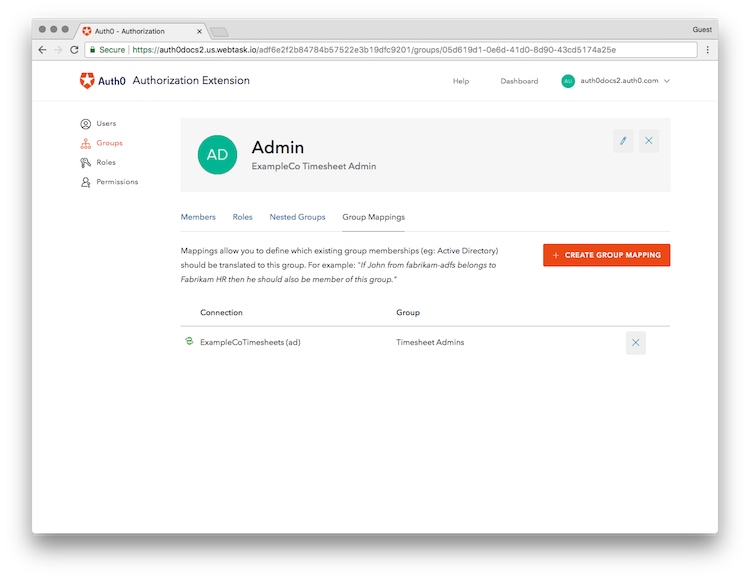 Auth0 - Authorization
Guest
Secure https://auth0docs2.us.webtask.io/adf6e2f2b84784b57522e3b19dfc9201/groups/05d619d1-0e6d-41d0-8d90-43cd5174a25e
Auth0 Authorization Extension
Help
Dashboard
AU auth0docs2.auth0.com
Users
Groups
Roles
Permissions
AD
Admin
ExampleCo Timesheet Admin
Members Roles Nested Groups Group Mappings
Mappings allow you to define which existing group memberships (eg: Active Directory)
should be translated to this group. For example: "If John from fabrikam-adfs belongs to
Fabrikam HR then he should also be member of this group."
+ CREATE GROUP MAPPING
Connection Group
ExampleCoTimesheets (ad) Timesheet Admins